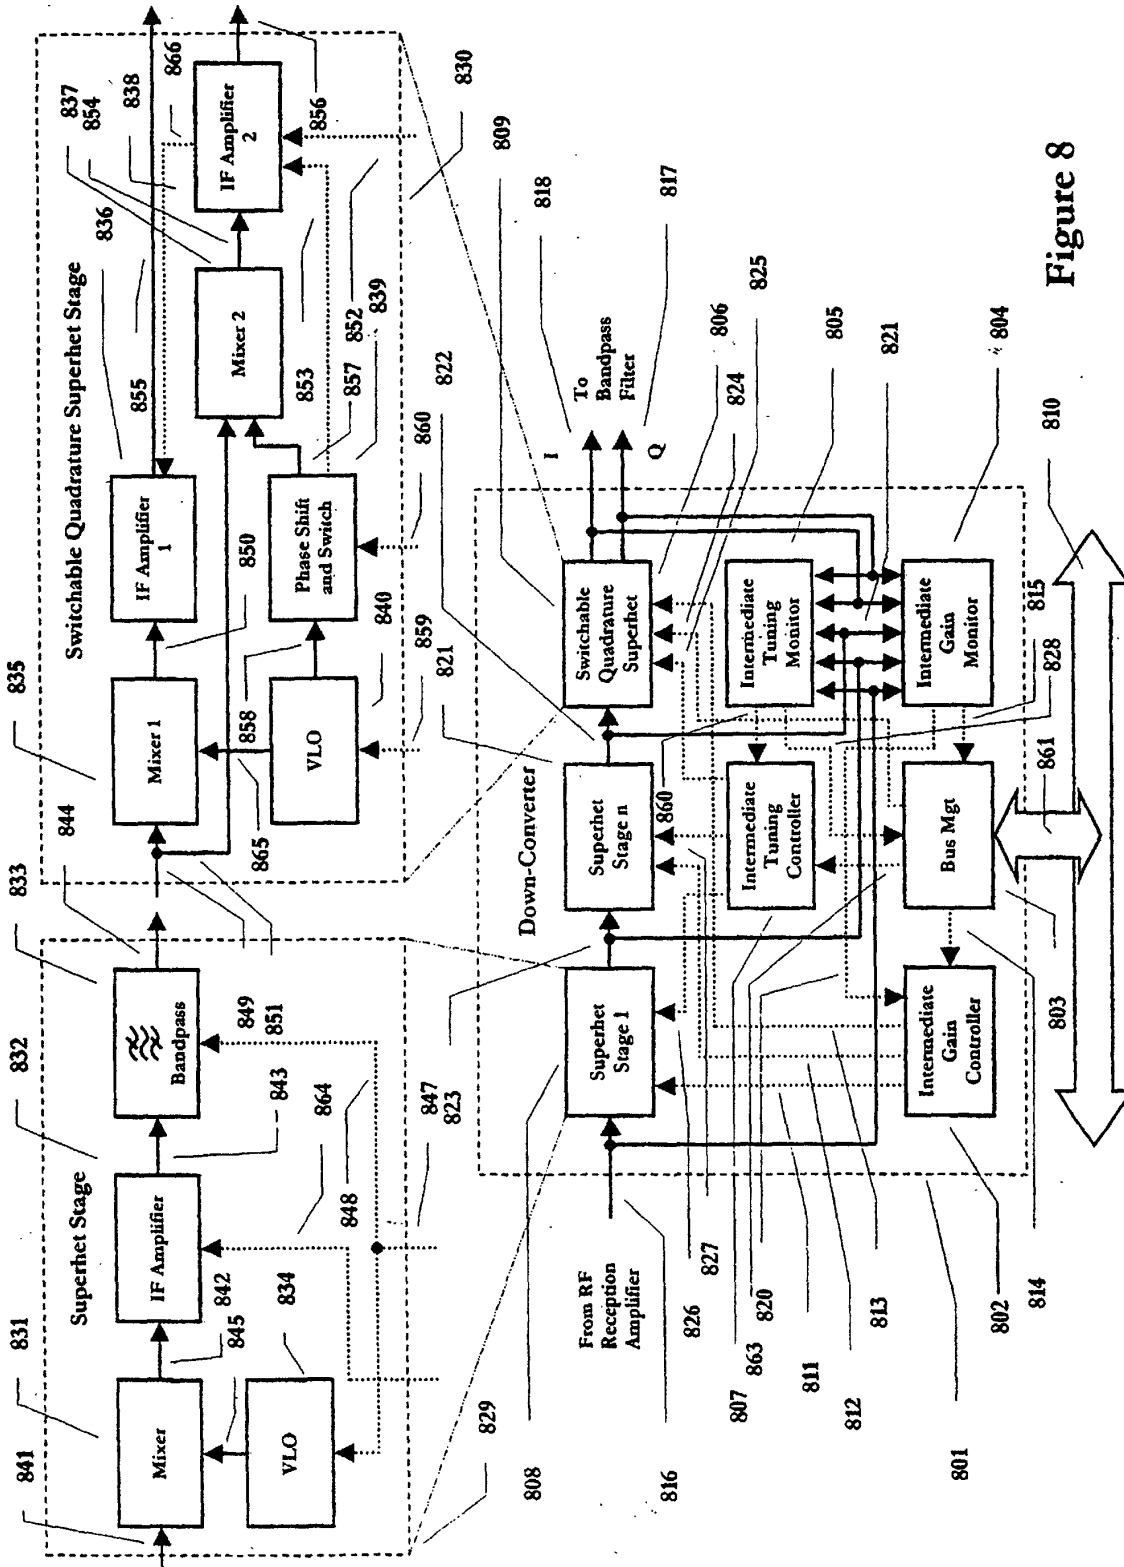 841
831
832
833
844
835
Superhet Stage
Switchable Quadrature Superhet Stage
836
855
837
854
838
866
Mixer
IF Amplifier
Bandpass
Mixer 1
IF Amplifier
1
Mixer 2
IF Amplifier
2
842
845
843
864
848
834
VLO
849
851
865
858
850
VLO
840
859
Phase Shift
and Switch
860
853
857
852
839
856
830
829
808
847
823
821
822
809
818
816
From RF
Reception
Amplifier
Down-Converter
Superhet
Stage 1
Superhet
Stage n
Switchable
Quadrature
Superhet
I
Q
To
Bandpass
Filter
817
826
827
860
806
824
825
807
863
820
811
812
813
Intermediate
Tuning
Controller
Intermediate
Tuning
Monitor
805
821
Intermediate
Gain
Controller
Bus Mgt
Intermediate
Gain
Monitor
804
801
802
814
803
861
828
815
810
Figure 8